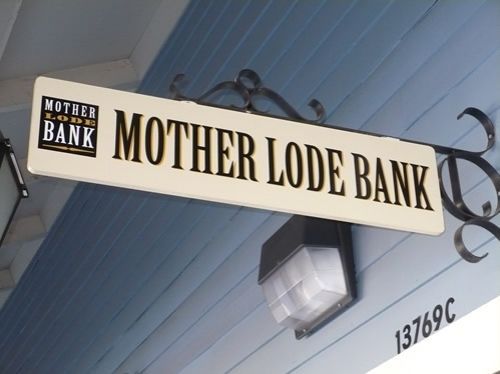 MOTHER
LODE
BANK
MOTHER LODE BANK
13769C